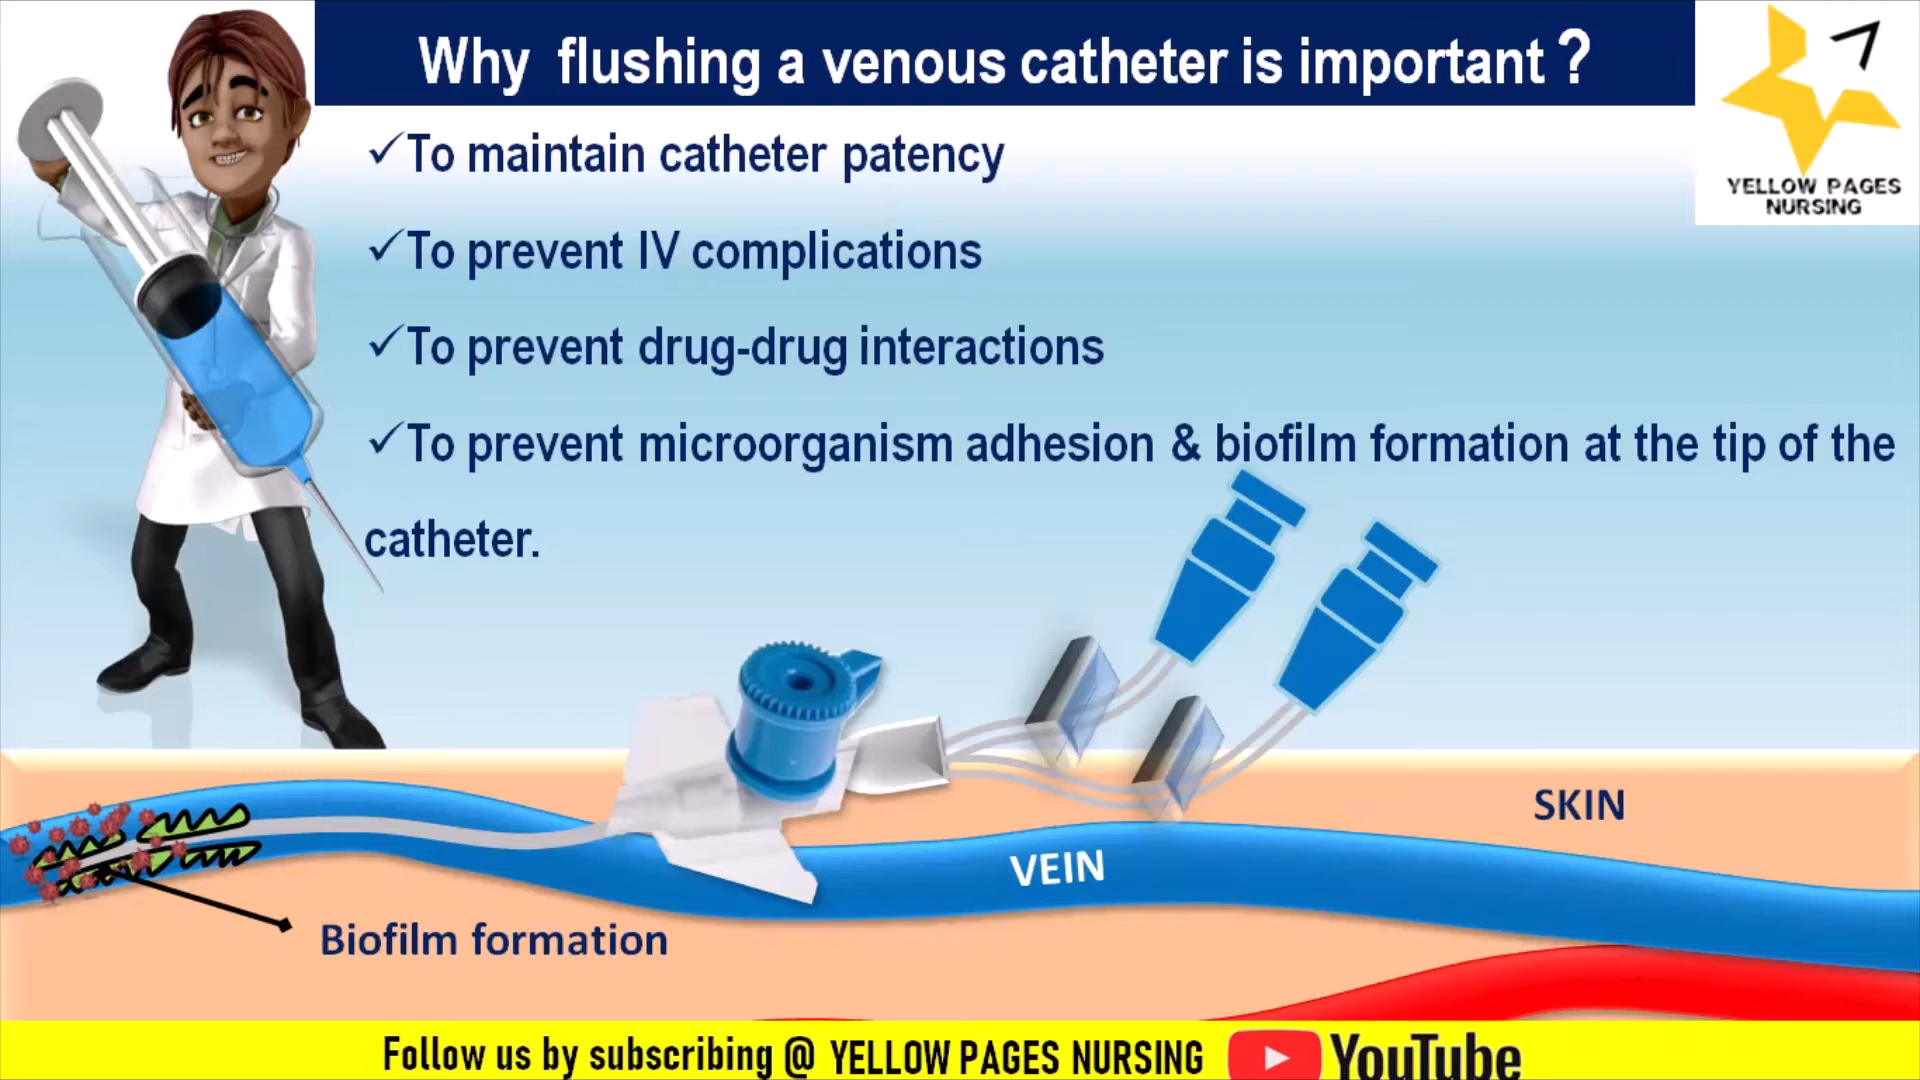 Why flushing a venous catheter is important ?
✓To maintain catheter patency
✓To prevent IV complications
✓To prevent drug-drug interactions
✓To prevent microorganism adhesion & biofilm formation at the tip of the
catheter.
YELLOW PAGES
NURSING
SKIN
VEIN
Biofilm formation
Follow us by subscribing @ YELLOW PAGES NURSING YouTube